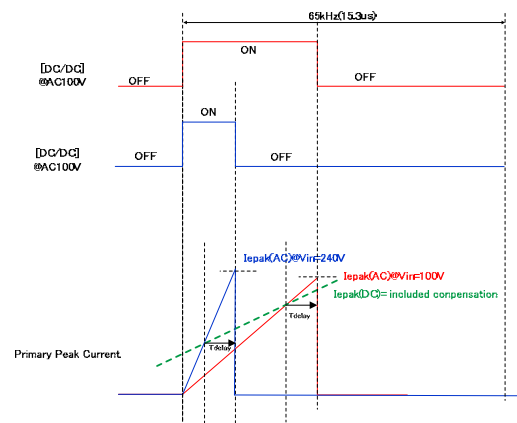 65kHz(15.3us)
ON
[DC/DC]
@AC100V
OFF
OFF
ON
[DC/DC]
@AC100V
OFF
OFF
Iepak(AC)@Vin=240V
Iepak(AC)@Vin=100V
Iepak(DC)= included conpensation
Tdelay
Tdelay
Primary Peak Current.